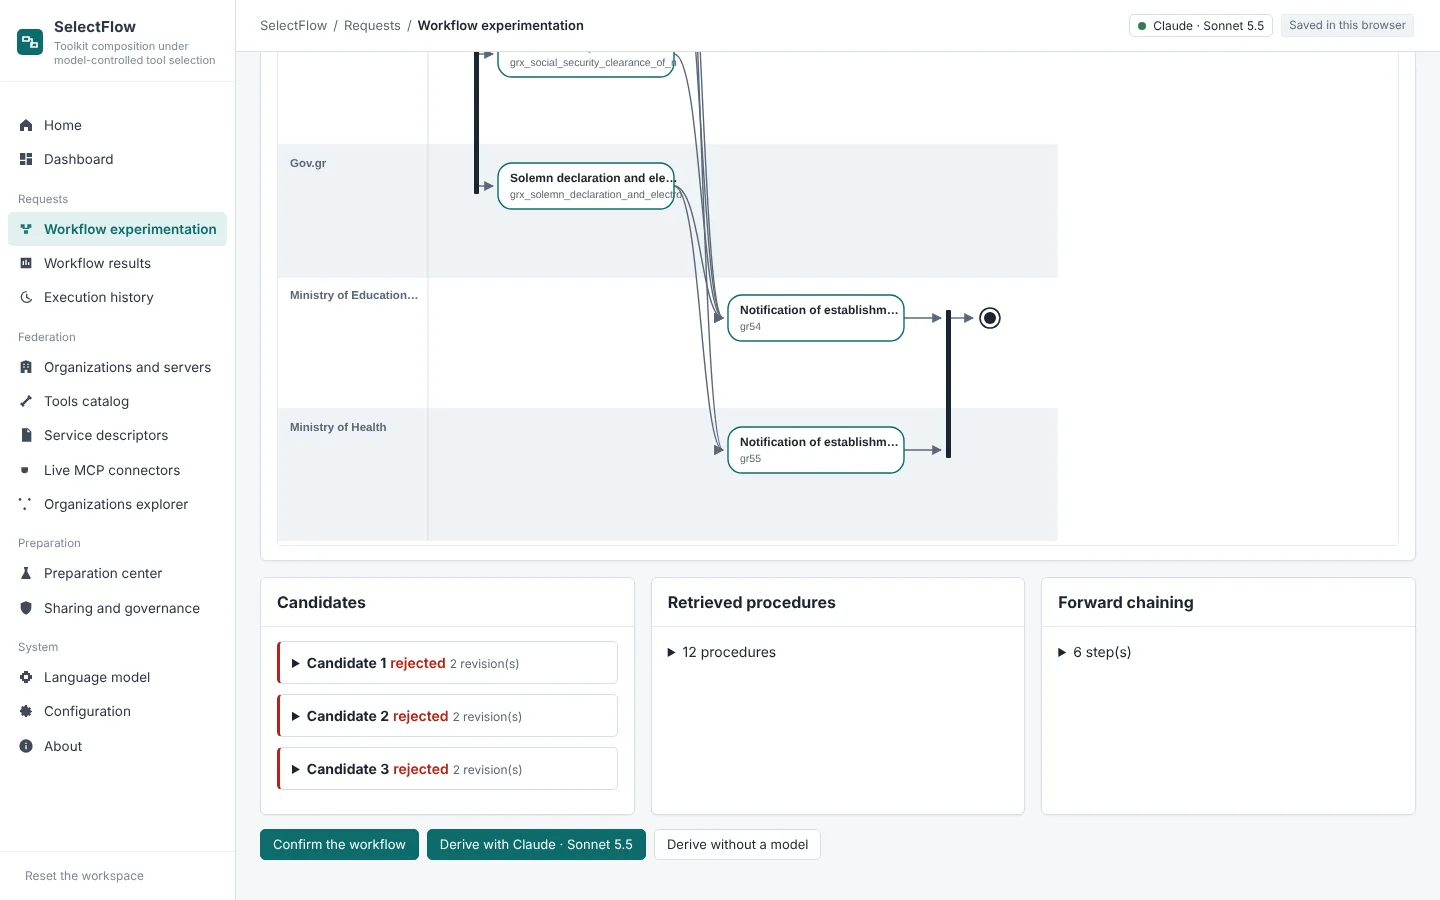 SelectFlow
Toolkit composition under
model-controlled tool selection
Home
Dashboard
Requests
Workflow experimentation
Workflow results
Execution history
Federation
Organizations and servers
Tools catalog
Service descriptors
Live MCP connectors
Organizations explorer
Preparation
Preparation center
Sharing and governance
System
Language model
Configuration
About
Reset the workspace
SelectFlow / Requests / Workflow experimentation
Claude · Sonnet 5.5
Saved in this browser
grx_social_security_clearance_of_p
Gov.gr
Solemn declaration and ele...
grx_solemn_declaration_and_electro
Ministry of Education...
Notification of establishm...
gr54
Ministry of Health
Notification of establishm...
gr55
Candidates
Candidate 1 rejected 2 revision(s)
Candidate 2 rejected 2 revision(s)
Candidate 3 rejected 2 revision(s)
Retrieved procedures
12 procedures
Forward chaining
6 step(s)
Confirm the workflow
Derive with Claude · Sonnet 5.5
Derive without a model